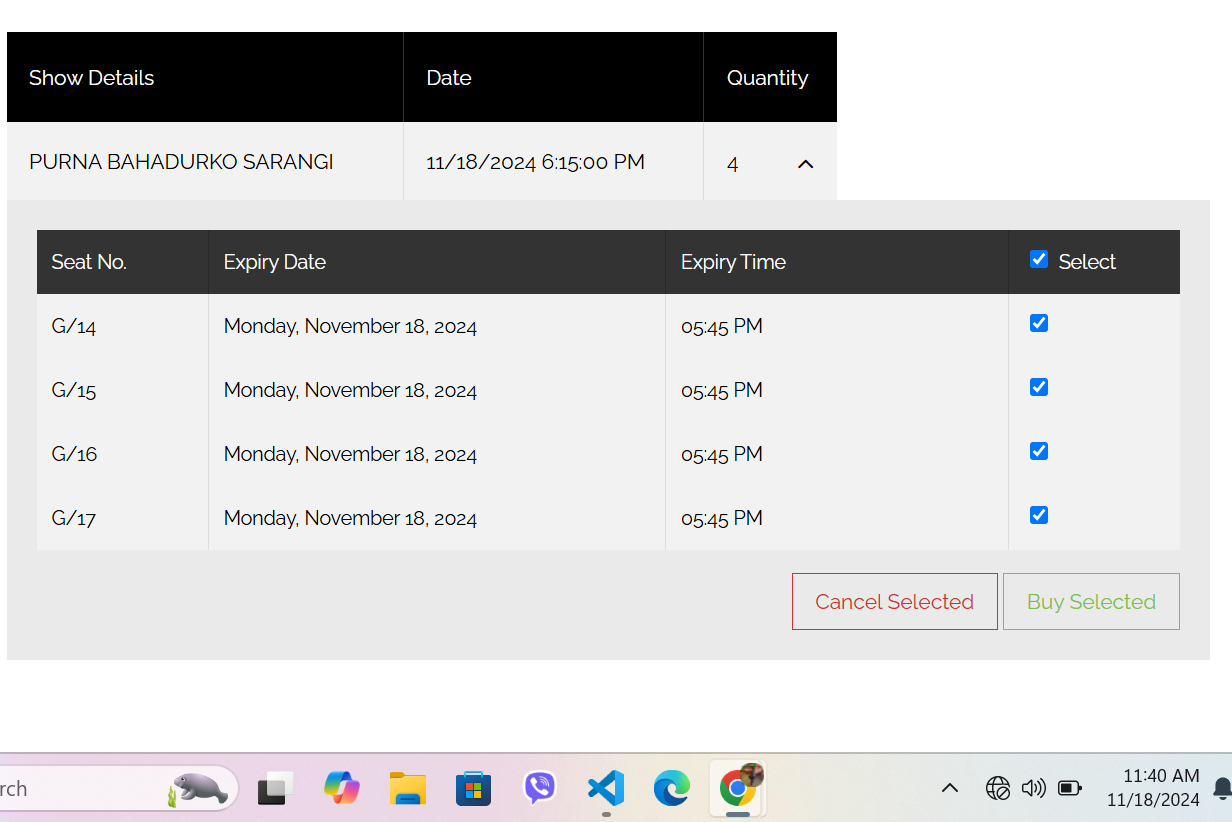 Show Details Date Quantity
PURNA BAHADURKO SARANGI 11/18/2024 6:15:00 PM 4
Seat No. Expiry Date Expiry Time Select
G/14 Monday, November 18, 2024 05:45 PM
G/15 Monday, November 18, 2024 05:45 PM
G/16 Monday, November 18, 2024 05:45 PM
G/17 Monday, November 18, 2024 05:45 PM
Cancel Selected Buy Selected
rch 11:40 AM
11/18/2024